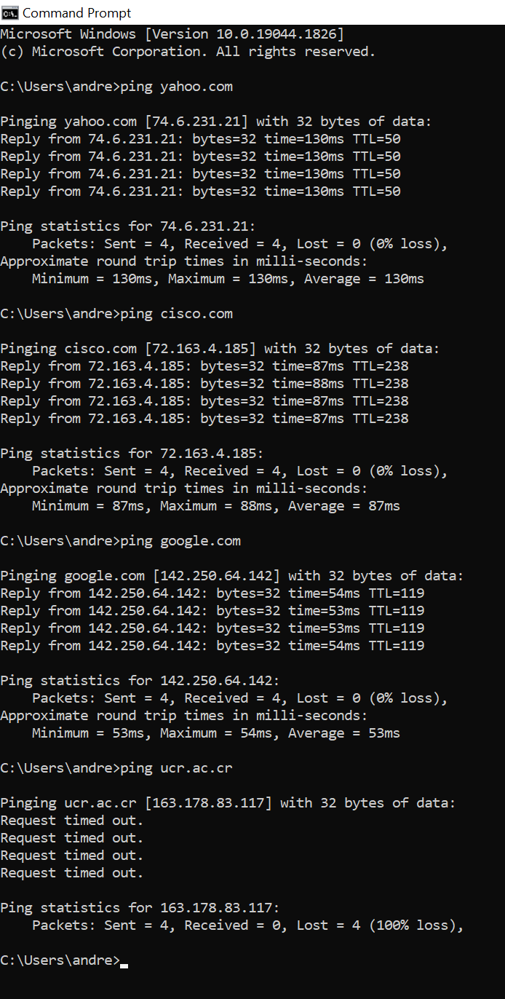 Command Prompt
Microsoft Windows [Version 10.0.19044.1826]
(c) Microsoft Corporation. All rights reserved.
C:\Users\andre>ping yahoo.com
Pinging yahoo.com [74.6.231.21] with 32 bytes of data:
Reply from 74.6.231.21: bytes=32 time=130ms TTL=50
Reply from 74.6.231.21: bytes=32 time=130ms TTL=50
Reply from 74.6.231.21: bytes=32 time=130ms TTL=50
Reply from 74.6.231.21: bytes=32 time=130ms TTL=50
Ping statistics for 74.6.231.21:
    Packets: Sent = 4, Received = 4, Lost = 0 (0% loss),
Approximate round trip times in milli-seconds:
    Minimum = 130ms, Maximum = 130ms, Average = 130ms
C:\Users\andre>ping cisco.com
Pinging cisco.com [72.163.4.185] with 32 bytes of data:
Reply from 72.163.4.185: bytes=32 time=87ms TTL=238
Reply from 72.163.4.185: bytes=32 time=88ms TTL=238
Reply from 72.163.4.185: bytes=32 time=87ms TTL=238
Reply from 72.163.4.185: bytes=32 time=87ms TTL=238
Ping statistics for 72.163.4.185:
    Packets: Sent = 4, Received = 4, Lost = 0 (0% loss),
Approximate round trip times in milli-seconds:
    Minimum = 87ms, Maximum = 88ms, Average = 87ms
C:\Users\andre>ping google.com
Pinging google.com [142.250.64.142] with 32 bytes of data:
Reply from 142.250.64.142: bytes=32 time=54ms TTL=119
Reply from 142.250.64.142: bytes=32 time=53ms TTL=119
Reply from 142.250.64.142: bytes=32 time=53ms TTL=119
Reply from 142.250.64.142: bytes=32 time=54ms TTL=119
Ping statistics for 142.250.64.142:
    Packets: Sent = 4, Received = 4, Lost = 0 (0% loss),
Approximate round trip times in milli-seconds:
    Minimum = 53ms, Maximum = 54ms, Average = 53ms
C:\Users\andre>ping ucr.ac.cr
Pinging ucr.ac.cr [163.178.83.117] with 32 bytes of data:
Request timed out.
Request timed out.
Request timed out.
Request timed out.
Ping statistics for 163.178.83.117:
    Packets: Sent = 4, Received = 0, Lost = 4 (100% loss),
C:\Users\andre>